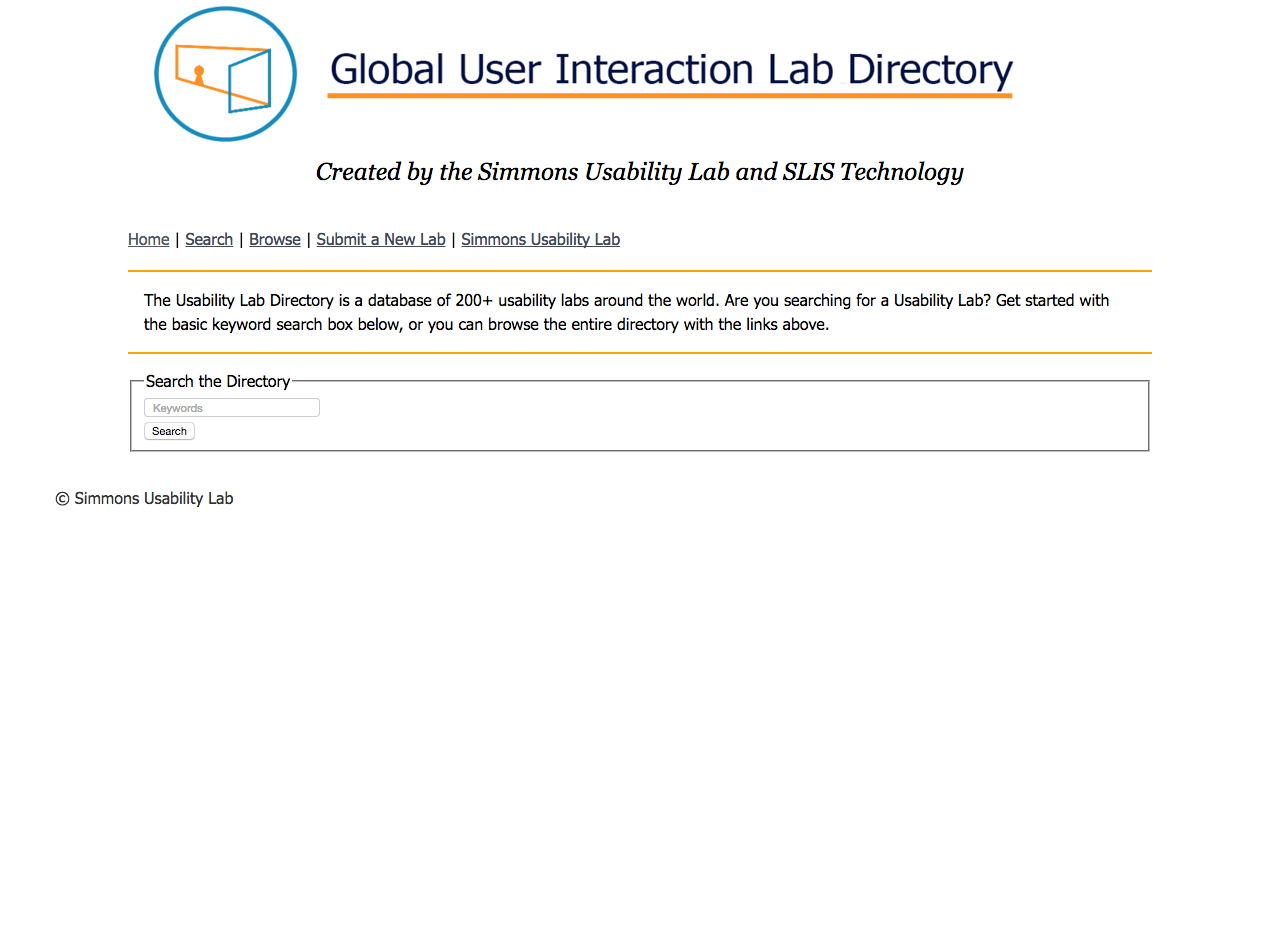 Global User Interaction Lab Directory
Created by the Simmons Usability Lab and SLIS Technology
Home | Search | Browse | Submit a New Lab | Simmons Usability Lab
The Usability Lab Directory is a database of 200+ usability labs around the world. Are you searching for a Usability Lab? Get started with
the basic keyword search box below, or you can browse the entire directory with the links above.
Search the Directory
Keywords
Search
© Simmons Usability Lab